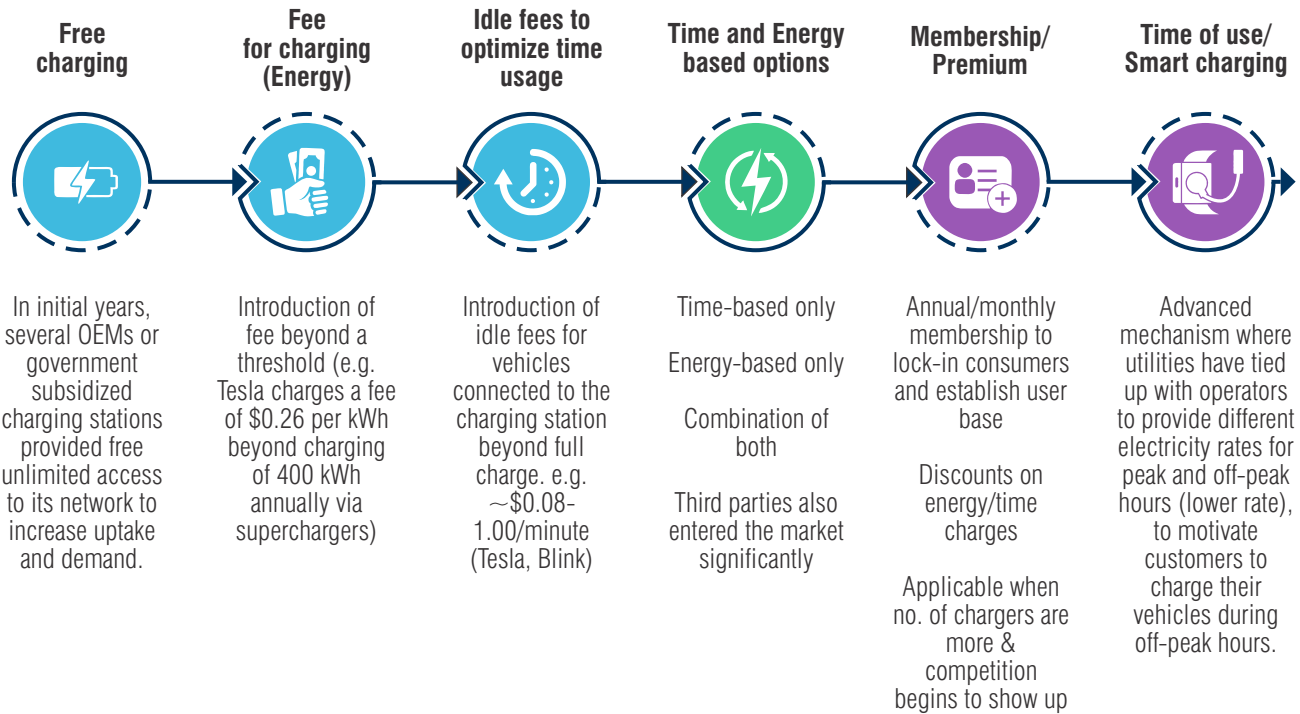 Free
charging
Fee
for charging
(Energy)
Idle fees to
optimize time
usage
Time and Energy
based options
Membership/
Premium
Time of use/
Smart charging
In initial years,
several OEMs or
government
subsidized
charging stations
provided free
unlimited access
to its network to
increase uptake
and demand.
Introduction of
fee beyond a
threshold (e.g.
Tesla charges a fee
of $0.26 per kWh
beyond charging
of 400 kWh
annually via
superchargers)
Introduction of
idle fees for
vehicles
connected to the
charging station
beyond full
charge. e.g.
~$0.08-
1.00/minute
(Tesla, Blink)
Time-based only
Energy-based only
Combination of
both
Third parties also
entered the market
significantly
Annual/monthly
membership to
lock-in consumers
and establish user
base
Discounts on
energy/time
charges
Applicable when
no. of chargers are
more &
competition
begins to show up
Advanced
mechanism where
utilities have tied
up with operators
to provide different
electricity rates for
peak and off-peak
hours (lower rate),
to motivate
customers to
charge their
vehicles during
off-peak hours.